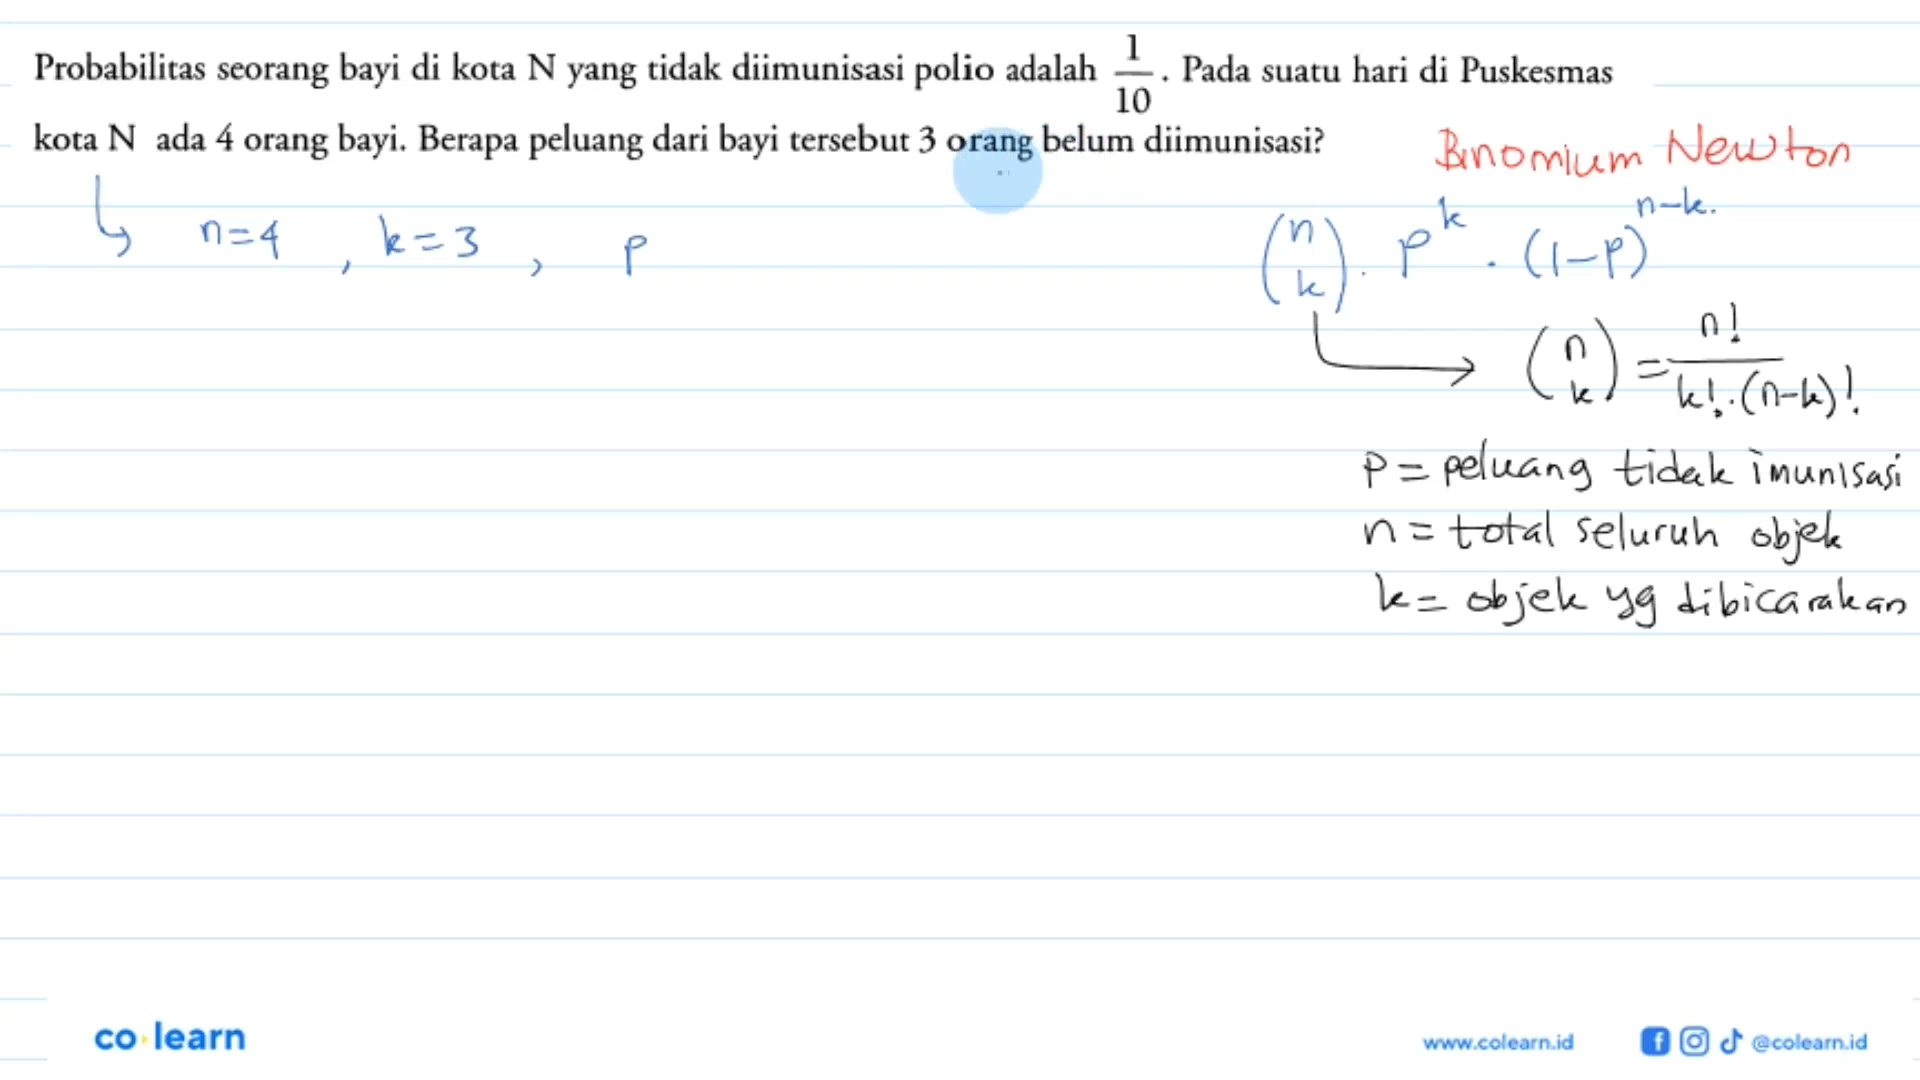 Probabilitas seorang bayi di kota N yang tidak diimunisasi polio adalah 1/10. Pada suatu hari di Puskesmas
kota N ada 4 orang bayi. Berapa peluang dari bayi tersebut 3 orang belum diimunisasi?
Binomium Newton
n=4 , k=3 , p
(n k) . p^k . (1-p)^n-k.
(n k) = n! / k!.(n-k)!
p = peluang tidak imunisasi
n = total seluruh objek
k = objek yg dibicarakan
co learn
www.colearn.id @colearn.id